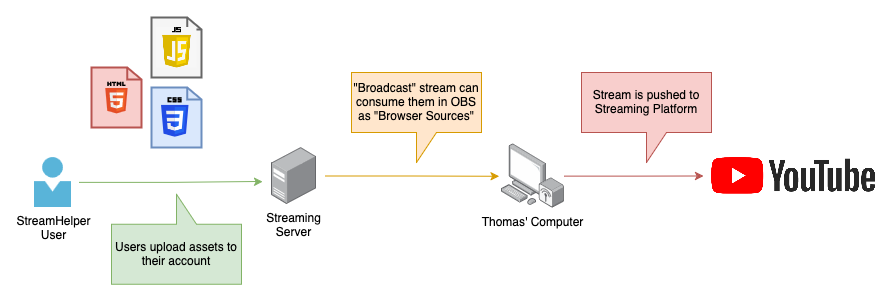 JS
HTML
CSS
"Broadcast" stream can
consume them in OBS
as "Browser Sources"
Stream is pushed to
Streaming Platform
YouTube
StreamHelper
User
Streaming
Server
Thomas' Computer
Users upload assets to
their account